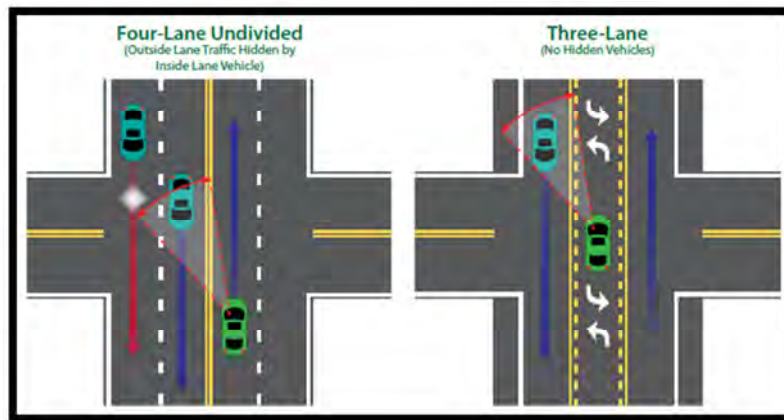 Four-Lane Undivided
(Outside Lane Traffic Hidden by
Inside Lane Vehicle)
Three-Lane
(No Hidden Vehicles)